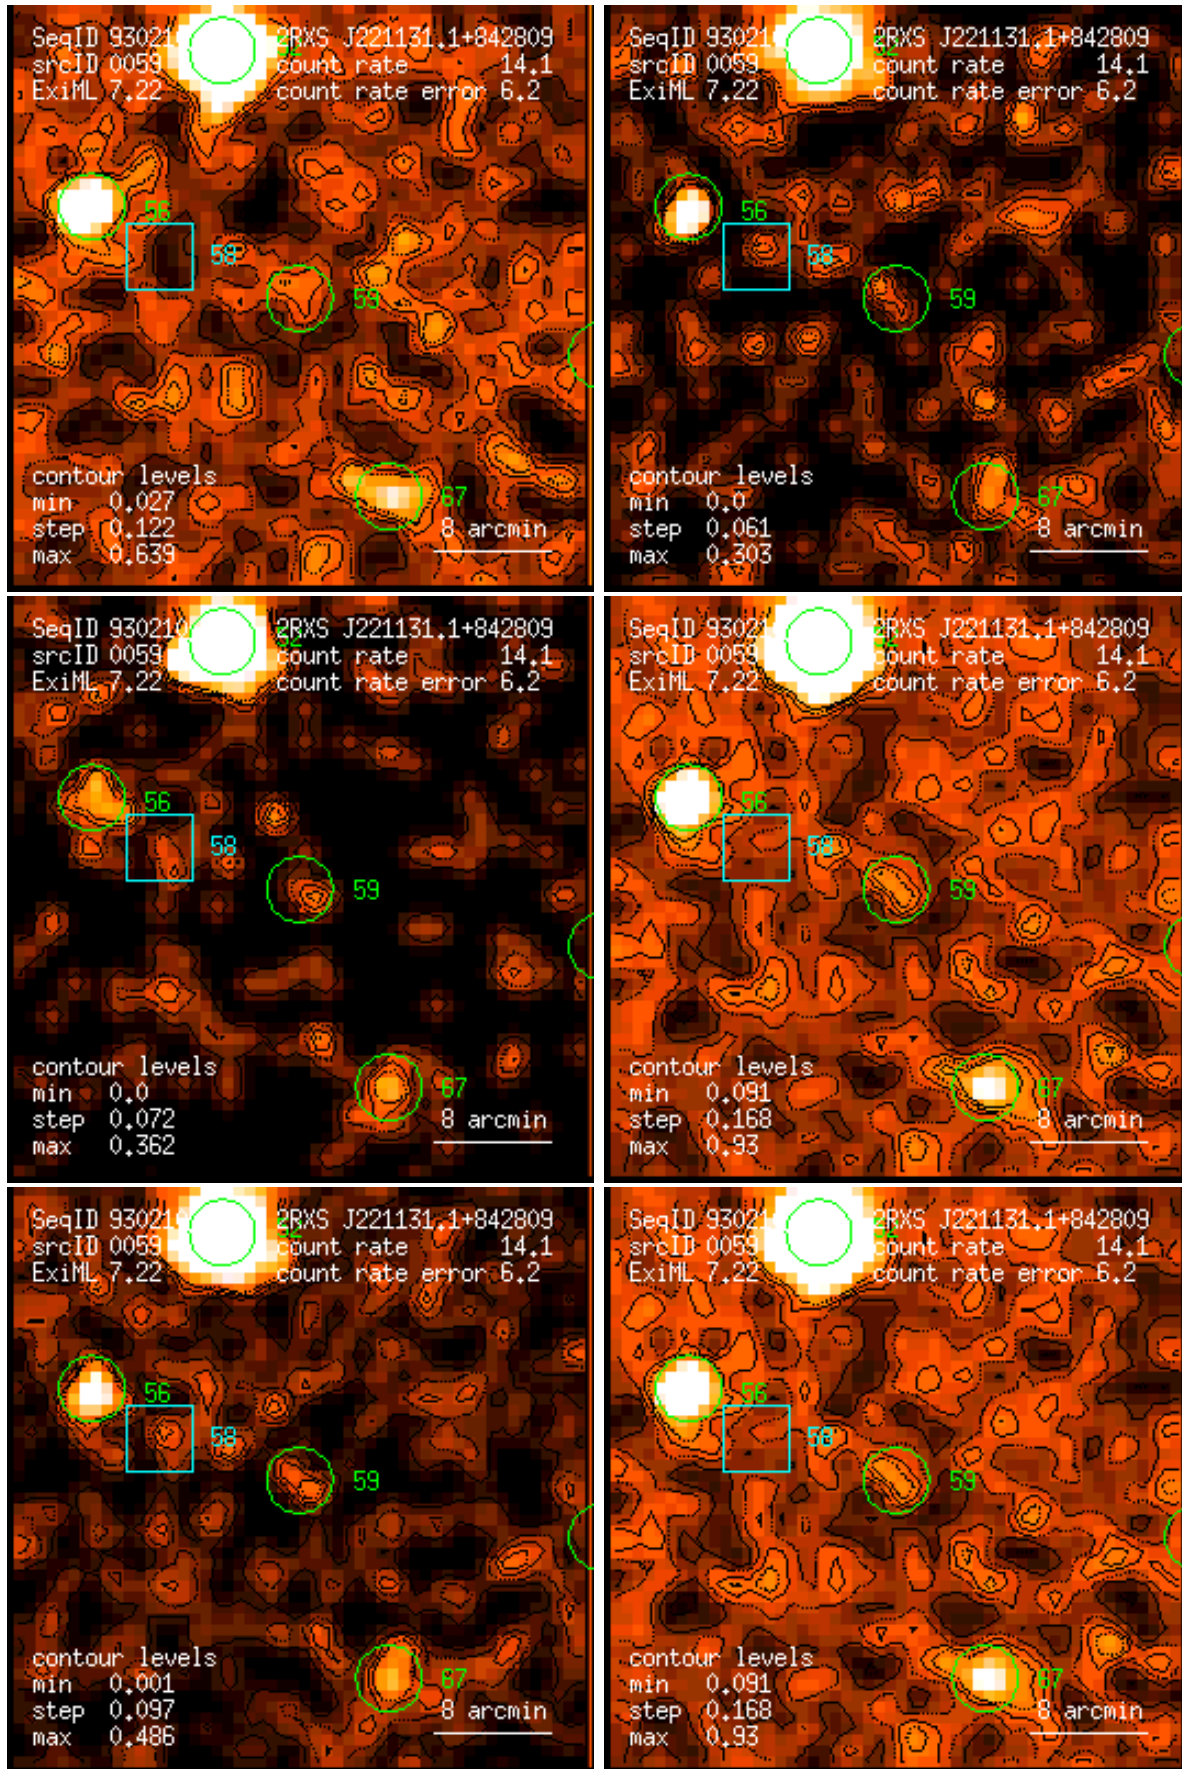 SeqID 93021 2RXS J221131.1+842809
srcID 0059 count rate 14.1
ExiML 7.22 count rate error 6.2
56
58
59
contour levels
min 0.027 67
step 0.122 8 arcmin
max 0.639
SeqID 93021 2RXS J221131.1+842809
srcID 0059 count rate 14.1
ExiML 7.22 count rate error 6.2
56
58
59
contour levels
min 0.0 67
step 0.061 8 arcmin
max 0.303
SeqID 93021 2RXS J221131.1+842809
srcID 0059 count rate 14.1
ExiML 7.22 count rate error 6.2
56
58
59
contour levels
min 0.0 67
step 0.072 8 arcmin
max 0.362
SeqID 93021 2RXS J221131.1+842809
srcID 0059 count rate 14.1
ExiML 7.22 count rate error 6.2
56
58
59
contour levels
min 0.091 67
step 0.168 8 arcmin
max 0.93
SeqID 93021 2RXS J221131.1+842809
srcID 0059 count rate 14.1
ExiML 7.22 count rate error 6.2
56
58
59
contour levels
min 0.001 67
step 0.097 8 arcmin
max 0.486
SeqID 93021 2RXS J221131.1+842809
srcID 0059 count rate 14.1
ExiML 7.22 count rate error 6.2
56
58
59
contour levels
min 0.091 67
step 0.168 8 arcmin
max 0.93